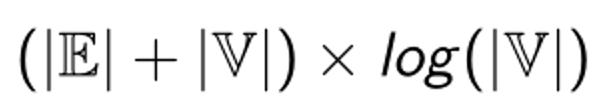 (|𝔼| + |𝕍|) × log(|𝕍|)